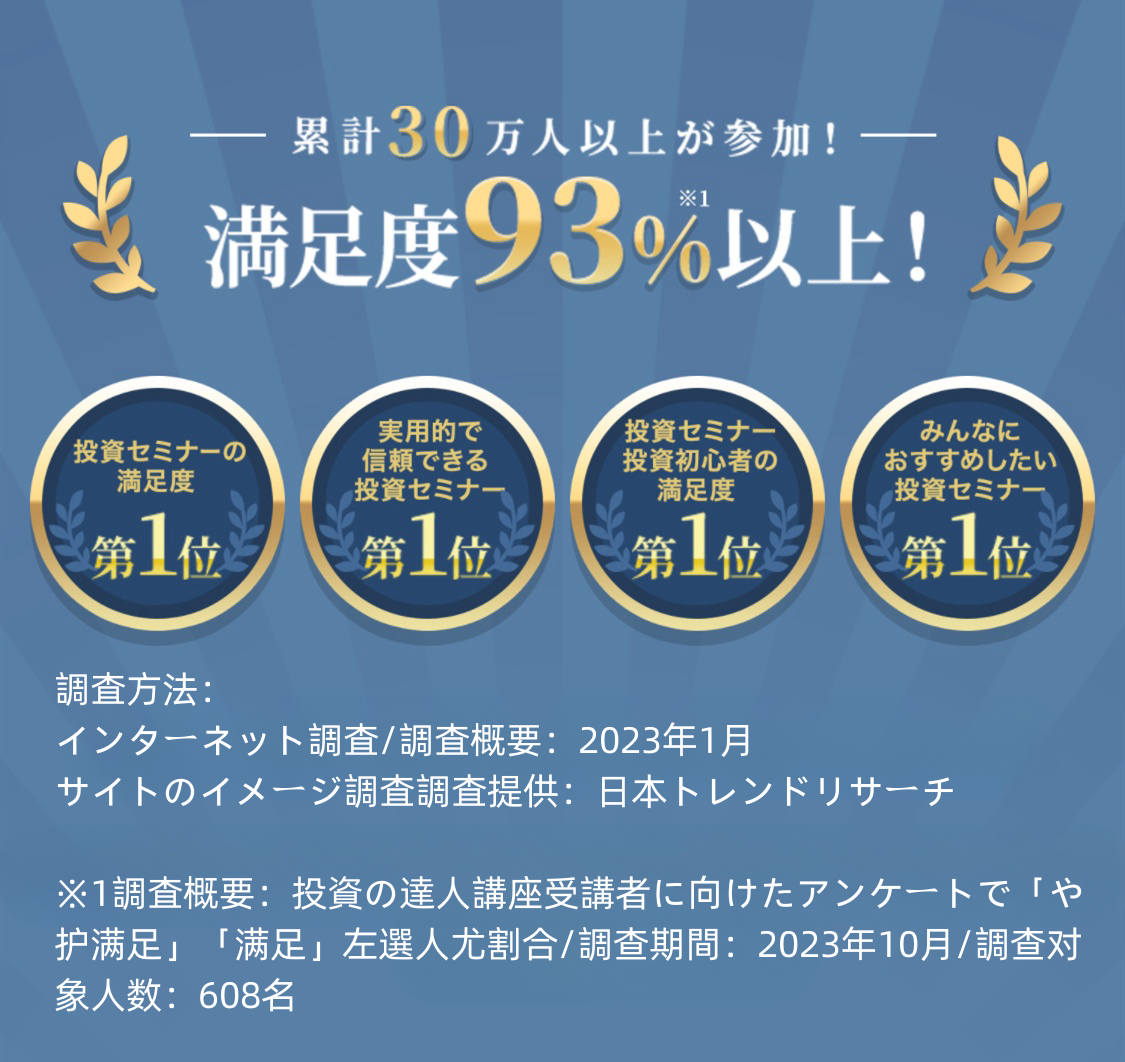 累計30万人以上が参加!
満足度93%※1以上!
投資セミナーの
満足度
第1位
実用的で
信頼できる
投資セミナー
第1位
投資セミナー
投資初心者の
満足度
第1位
みんなに
おすすめしたい
投資セミナー
第1位
調査方法：
インターネット調査/調査概要：2023年1月
サイトのイメージ調査調査提供：日本トレンドリサーチ
※1調査概要：投資の達人講座受講者に向けたアンケートで「や
护満足」「満足」左選人尤割合/調査期間：2023年10月/調査对
象人数：608名